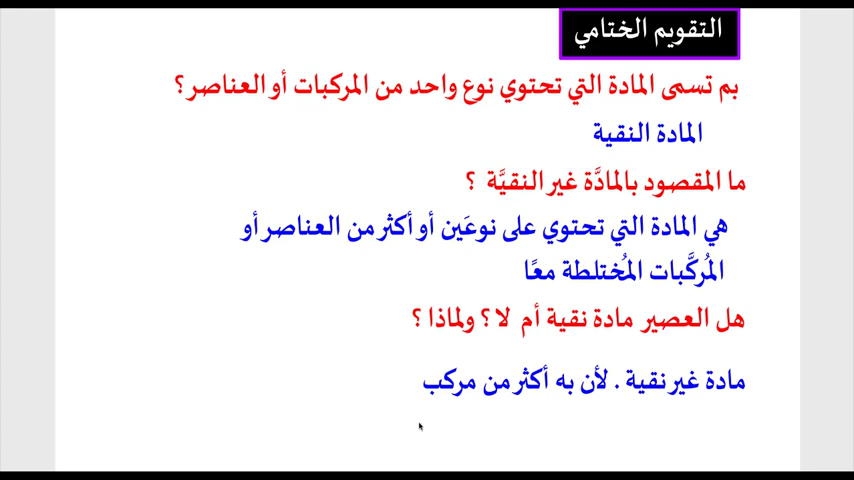 التقويم الختامي
بم تسمى المادة التي تحتوي نوع واحد من المركبات أو العناصر ؟
المادة النقية
ما المقصود بالمادَّة غير النقيَّة ؟
هي المادة التي تحتوي على نوعَين أو أكثر من العناصر أو
المُركَّبات المُختلطة معًا
هل العصير مادة نقية أم لا ؟ ولماذا ؟
مادة غير نقية . لأن به أكثر من مركب